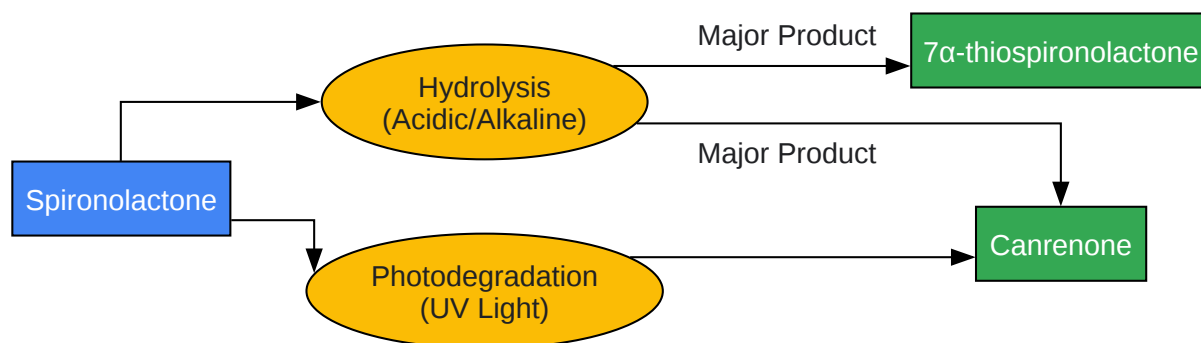 Major Product
7α-thiospironolactone
Hydrolysis
(Acidic/Alkaline)
Major Product
Spironolactone
Canrenone
Photodegradation
(UV Light)